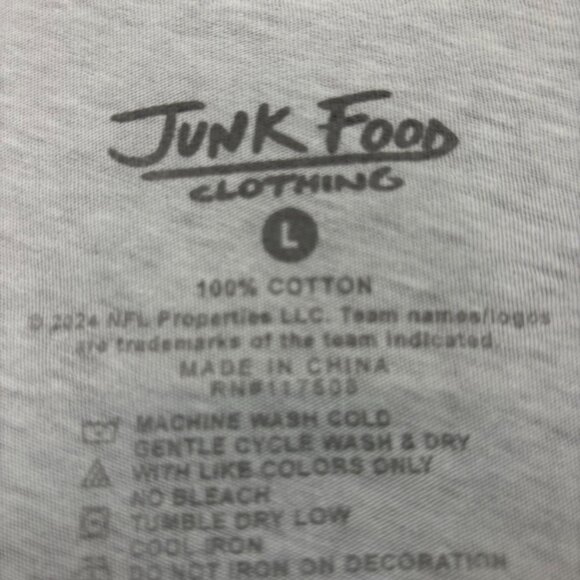 JUNK FOOD
CLOTHING
L
100% COTTON
© 2024 NFL Properties LLC. Team names/logos
are trademarks of the team indicated.
MADE IN CHINA
RN#117508
MACHINE WASH COLD
GENTLE CYCLE WASH & DRY
WITH LIKE COLORS ONLY
NO BLEACH
TUMBLE DRY LOW
COOL IRON
DO NOT IRON ON DECORATION